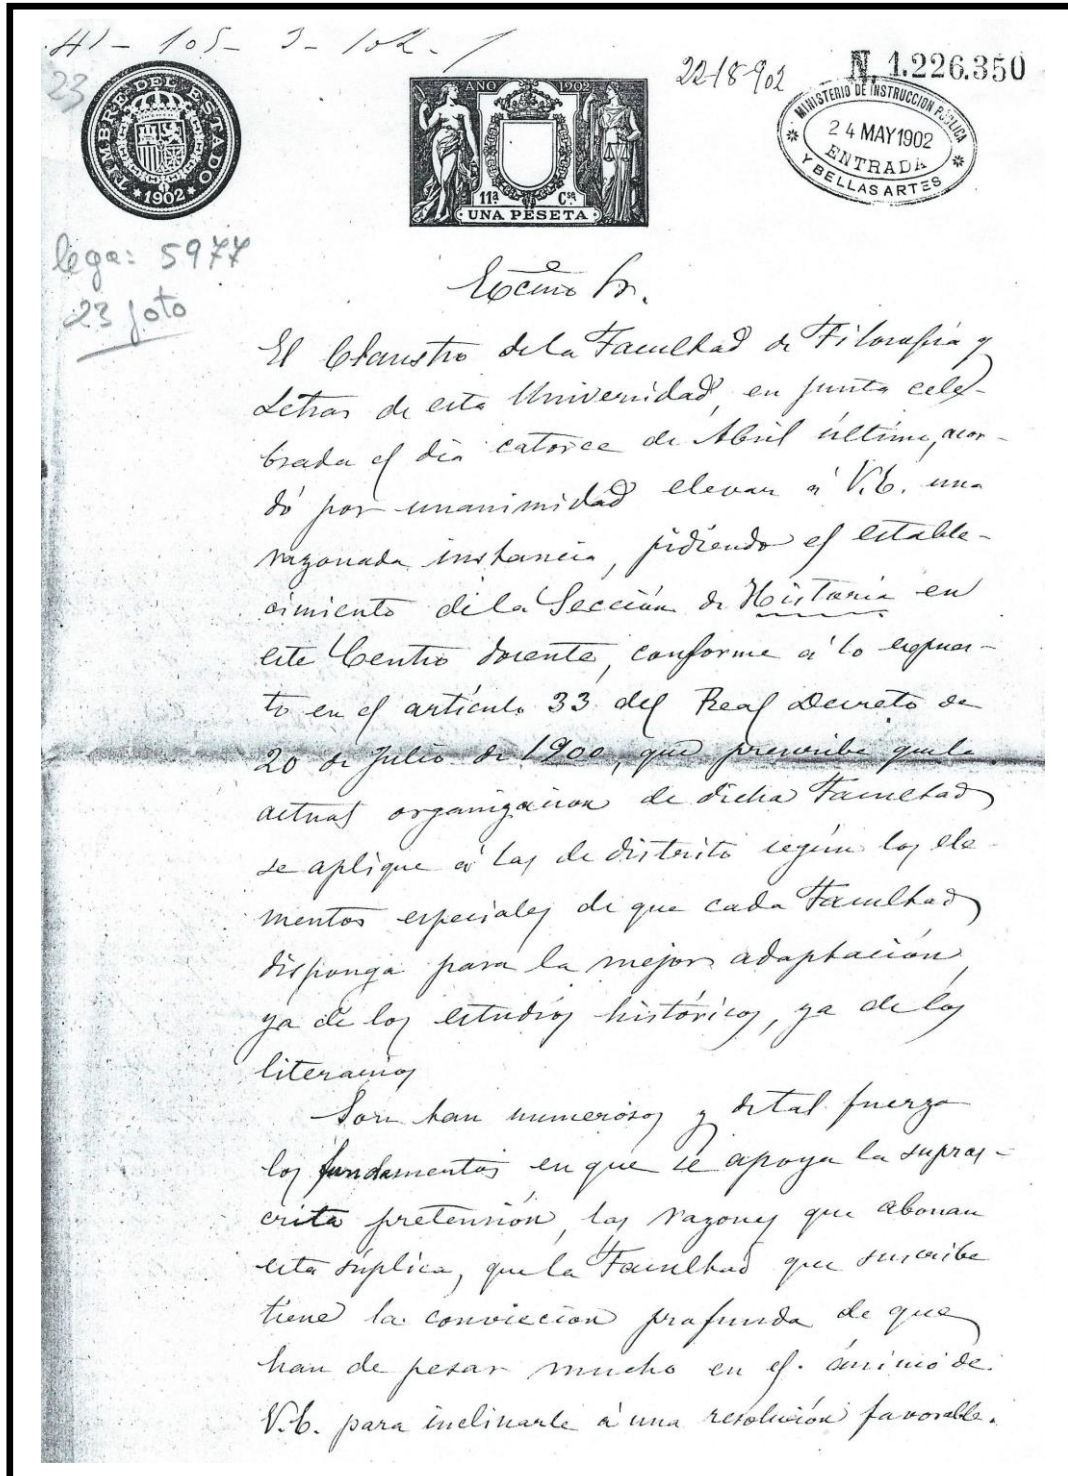 41-105-3-102-1
23
TIMBRE DEL ESTADO
1902
AÑO 1902
11ª Cse
UNA PESETA
22-18-902
N. 1.226.350
MINISTERIO DE INSTRUCCION PUBLICA
24 MAY 1902
ENTRADA
Y BELLAS ARTES
lega: 5977
23 foto
Excmo Sr.
El Claustro de la Facultad de Filosofía y
Letras de esta Universidad, en junta cele-
brada el día catorce de Abril último, acor-
dó por unanimidad elevar á V.E. una
razonada instancia, pidiendo el estable-
cimiento de la Sección de Historia en
este Centro docente, conforme á lo expues-
to en el artículo 33 del Real Decreto de
20 de Julio de 1900, que prescribe que la
actual organización de dicha Facultad
se aplique á las de distrito según los ele-
mentos especiales de que cada Facultad
disponga para la mejor adaptación,
ya de los estudios históricos, ya de los
literarios
Son tan numerosos y de tal fuerza
los fundamentos en que se apoya la supras-
crita pretensión, las razones que abonan
esta súplica, que la Facultad que suscribe
tiene la convicción profunda de que
han de pesar mucho en el ánimo de
V.E. para inclinarle á una resolución favorable.